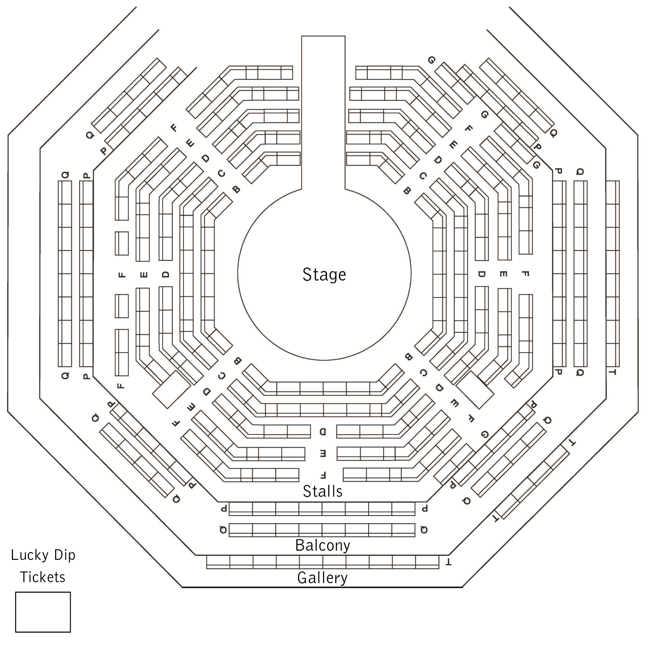 G
G
Q F F Q
E E
P P
D D
G
Q P C C P Q
B B
F E D Stage D E F
B B
Q P C C P Q T
F D D
P E E P
Q F F Q
D G
T
E
F
P P
Stalls
Q Q
P P
T
Q Q
Balcony
Lucky Dip
T
Tickets
Gallery